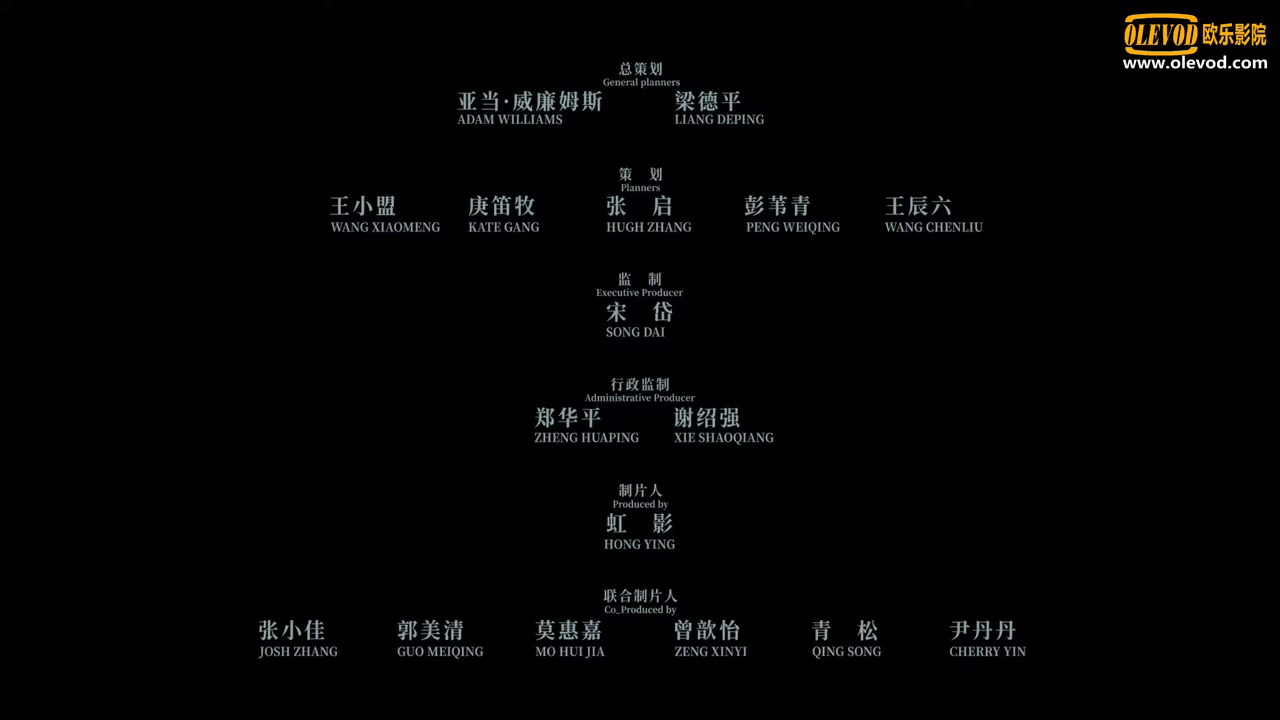 OLEVOD 欧乐影院
www.olevod.com
总策划
General planners
亚当·威廉姆斯 梁德平
ADAM WILLIAMS LIANG DEPING
策 划
Planners
王小盟 庚笛牧 张 启 彭苇青 王辰六
WANG XIAOMENG KATE GANG HUGH ZHANG PENG WEIQING WANG CHENLIU
监 制
Executive Producer
宋 岱
SONG DAI
行政监制
Administrative Producer
郑华平 谢绍强
ZHENG HUAPING XIE SHAOQIANG
制片人
Produced by
虹 影
HONG YING
联合制片人
Co_Produced by
张小佳 郭美清 莫惠嘉 曾歆怡 青 松 尹丹丹
JOSH ZHANG GUO MEIQING MO HUI JIA ZENG XINYI QING SONG CHERRY YIN